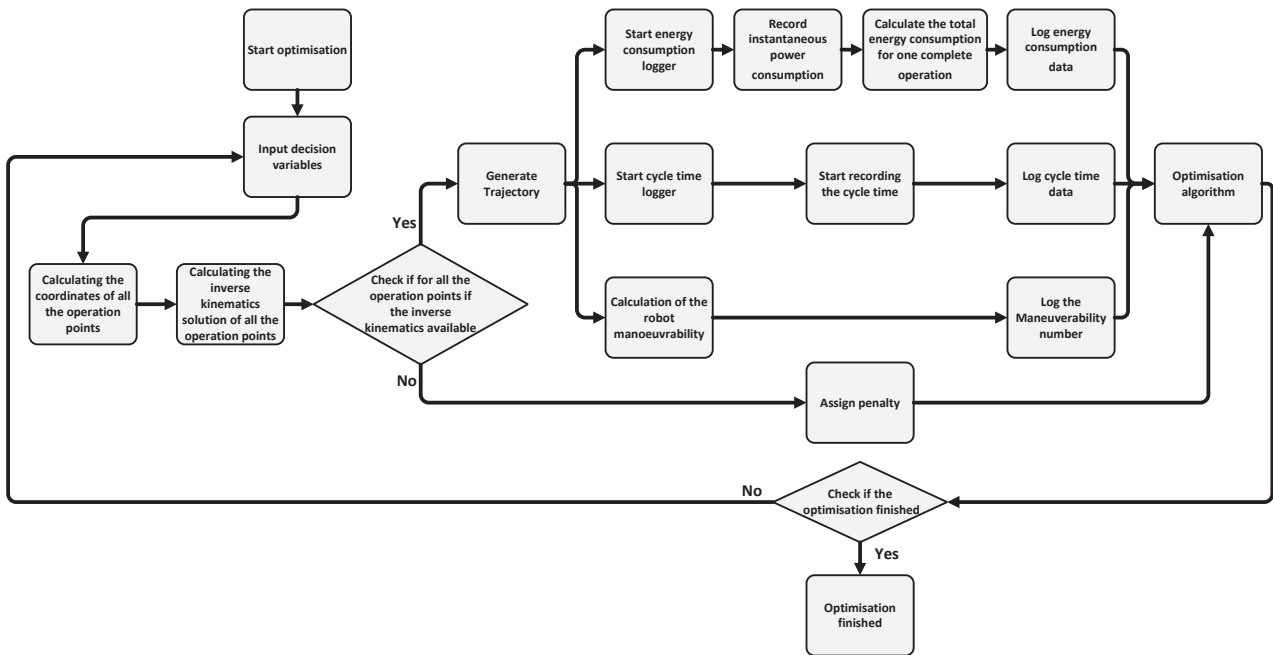 Start optimisation
Input decision
variables
Calculating the
coordinates of all
the operation
points
Calculating the
inverse
kinematics
solution of all the
operation points
Check if for all the
operation points if
the inverse
kinematics available
Yes
No
Generate
Trajectory
Start energy
consumption
logger
Record
instantaneous
power
consumption
Calculate the total
energy consumption
for one complete
operation
Log energy
consumption
data
Start cycle time
logger
Start recording
the cycle time
Log cycle time
data
Calculation of the
robot
manoeuvrability
Log the
Maneuverability
number
Assign penalty
Optimisation
algorithm
Check if the
optimisation finished
No
Yes
Optimisation
finished